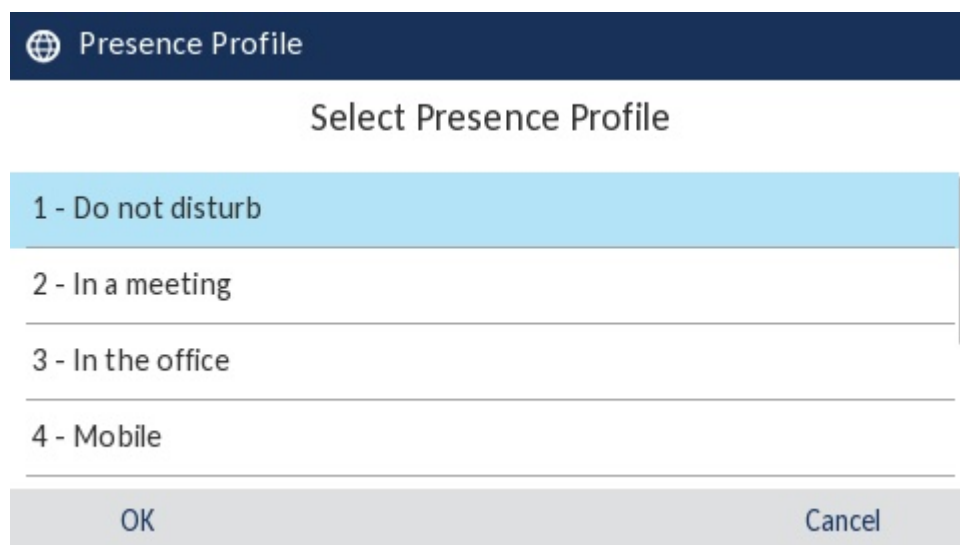 Presence Profile
Select Presence Profile
1 - Do not disturb
2 - In a meeting
3 - In the office
4 - Mobile
OK Cancel